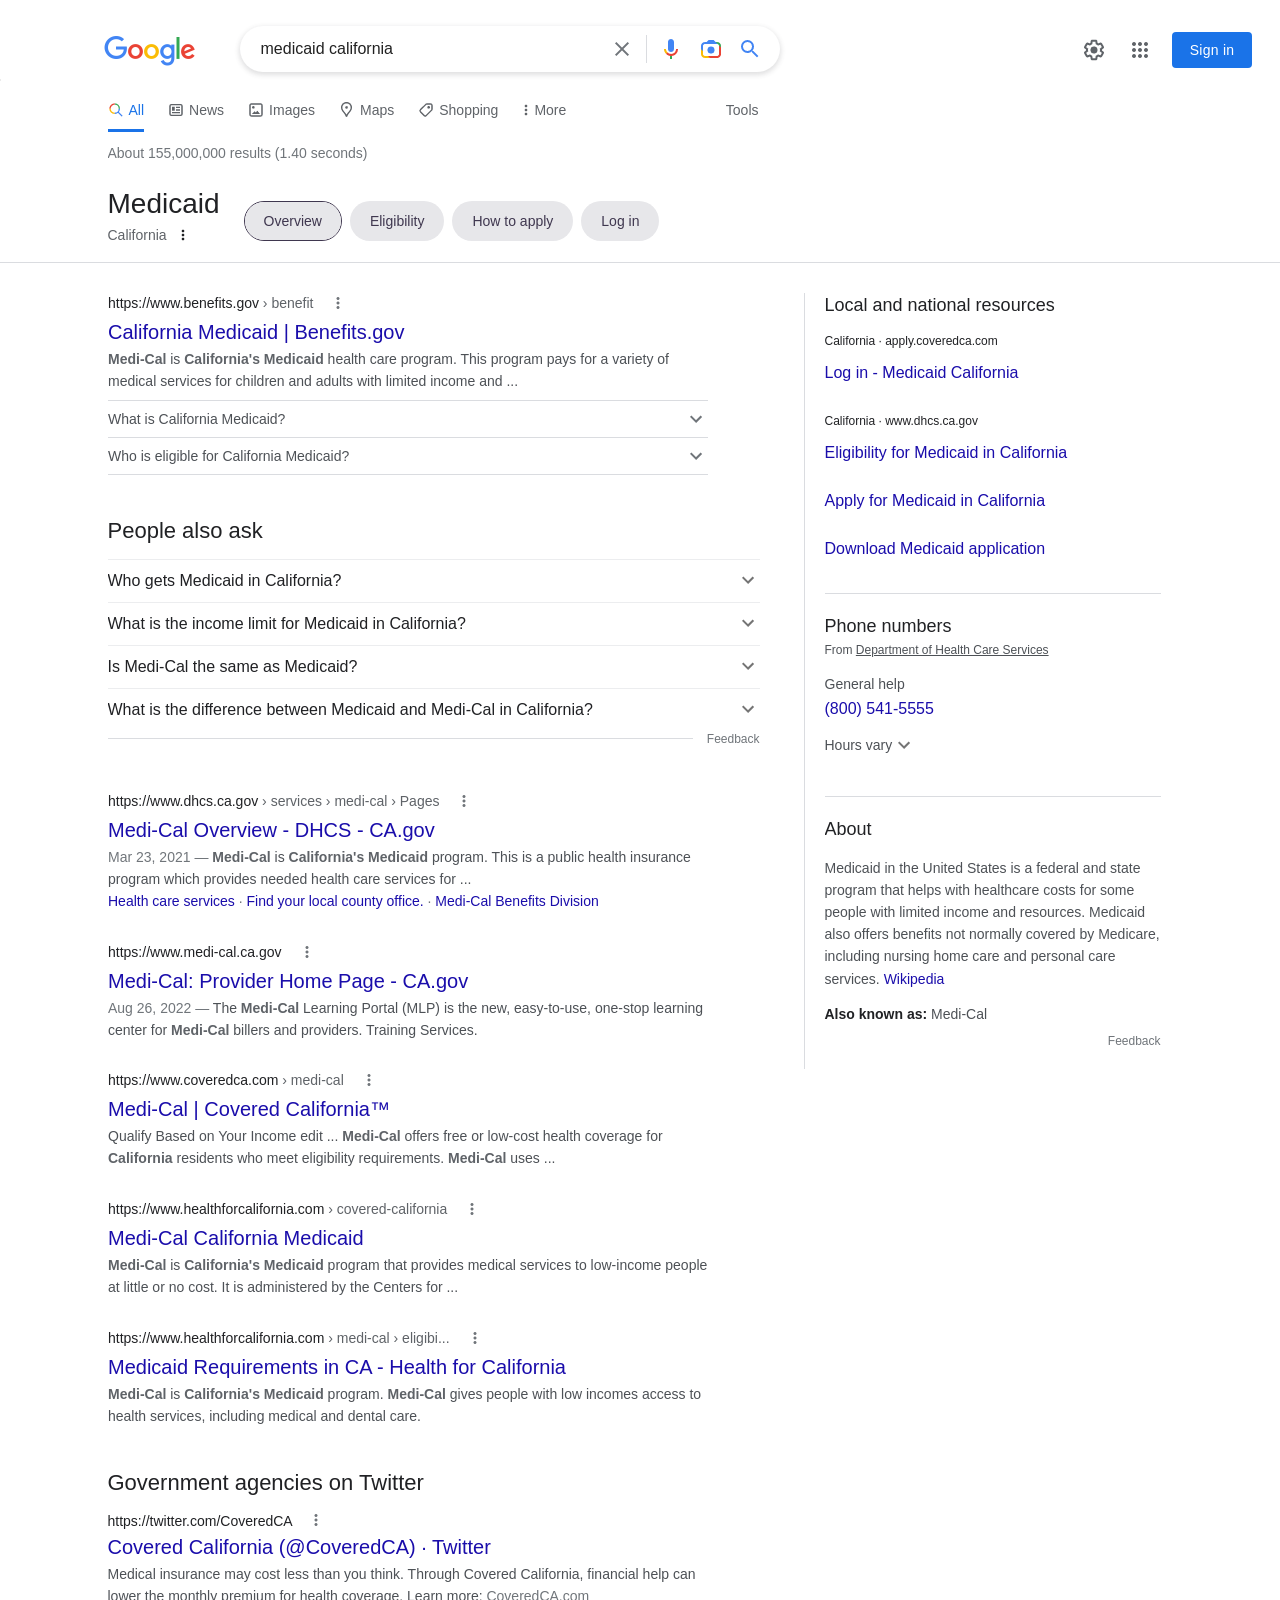 Google
medicaid california
Sign in
All
News
Images
Maps
Shopping
More
Tools
About 155,000,000 results (1.40 seconds)
Medicaid
California
Overview
Eligibility
How to apply
Log in
https://www.benefits.gov › benefit
California Medicaid | Benefits.gov
Medi-Cal is California's Medicaid health care program. This program pays for a variety of
medical services for children and adults with limited income and ...
What is California Medicaid?
Who is eligible for California Medicaid?
People also ask
Who gets Medicaid in California?
What is the income limit for Medicaid in California?
Is Medi-Cal the same as Medicaid?
What is the difference between Medicaid and Medi-Cal in California?
Feedback
https://www.dhcs.ca.gov › services › medi-cal › Pages
Medi-Cal Overview - DHCS - CA.gov
Mar 23, 2021 — Medi-Cal is California's Medicaid program. This is a public health insurance
program which provides needed health care services for ...
Health care services · Find your local county office. · Medi-Cal Benefits Division
https://www.medi-cal.ca.gov
Medi-Cal: Provider Home Page - CA.gov
Aug 26, 2022 — The Medi-Cal Learning Portal (MLP) is the new, easy-to-use, one-stop learning
center for Medi-Cal billers and providers. Training Services.
https://www.coveredca.com › medi-cal
Medi-Cal | Covered California™
Qualify Based on Your Income edit ... Medi-Cal offers free or low-cost health coverage for
California residents who meet eligibility requirements. Medi-Cal uses ...
https://www.healthforcalifornia.com › covered-california
Medi-Cal California Medicaid
Medi-Cal is California's Medicaid program that provides medical services to low-income people
at little or no cost. It is administered by the Centers for ...
https://www.healthforcalifornia.com › medi-cal › eligibi...
Medicaid Requirements in CA - Health for California
Medi-Cal is California's Medicaid program. Medi-Cal gives people with low incomes access to
health services, including medical and dental care.
Government agencies on Twitter
https://twitter.com/CoveredCA
Covered California (@CoveredCA) · Twitter
Medical insurance may cost less than you think. Through Covered California, financial help can
lower the monthly premium for health coverage. Learn more: CoveredCA.com
Local and national resources
California · apply.coveredca.com
Log in - Medicaid California
California · www.dhcs.ca.gov
Eligibility for Medicaid in California
Apply for Medicaid in California
Download Medicaid application
Phone numbers
From Department of Health Care Services
General help
(800) 541-5555
Hours vary
About
Medicaid in the United States is a federal and state
program that helps with healthcare costs for some
people with limited income and resources. Medicaid
also offers benefits not normally covered by Medicare,
including nursing home care and personal care
services. Wikipedia
Also known as: Medi-Cal
Feedback